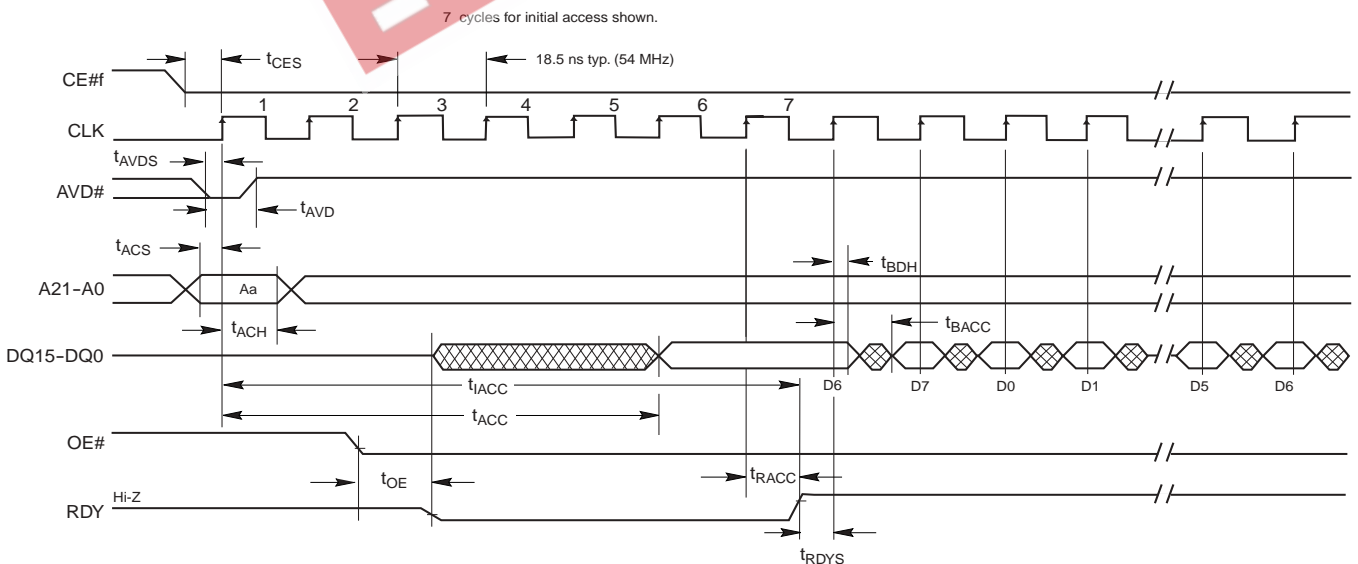 7 cycles for initial access shown.
tCES
18.5 ns typ. (54 MHz)
CE#f
1 2 3 4 5 6 7
CLK
tAVDS
AVD#
tAVD
tACS
tBDH
A21-A0
Aa
tACH
tBACC
DQ15-DQ0
tIACC
D6 D7 D0 D1 D5 D6
tACC
OE#
tOE
tRACC
Hi-Z
RDY
tRDYS